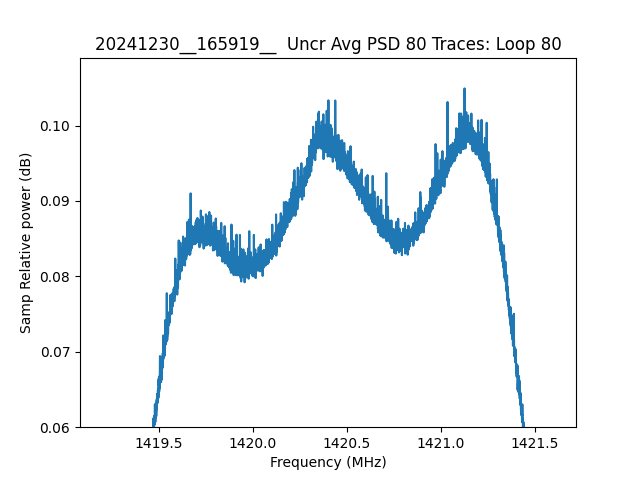 20241230__165919__ Uncr Avg PSD 80 Traces: Loop 80
Samp Relative power (dB)
0.10
0.09
0.08
0.07
0.06
1419.5 1420.0 1420.5 1421.0 1421.5
Frequency (MHz)